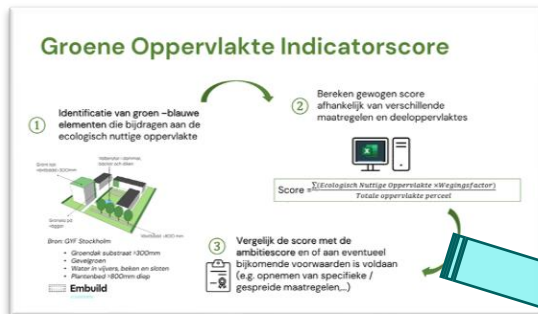 Groene Oppervlakte Indicatorscore
1
Identificatie van groen –blauwe
elementen die bijdragen aan de
ecologisch nuttige oppervlakte
2
Bereken gewogen score
afhankelijk van verschillende
maatregelen en deeloppervlaktes
Score = ∑(Ecologisch Nuttige Oppervlakte ×Wegingsfactor)
Totale oppervlakte perceel
Bron: GYF Stockholm
• Groendak substraat >300mm
• Gevelgroen
• Water in vijvers, beken en sloten
• Plantenbed >800mm diep
Embuild
3
Vergelijk de score met de
ambitiescore en of aan eventueel
bijkomende voorwaarden is voldaan
(e.g. opnemen van specifieke /
gespreide maatregelen,...)